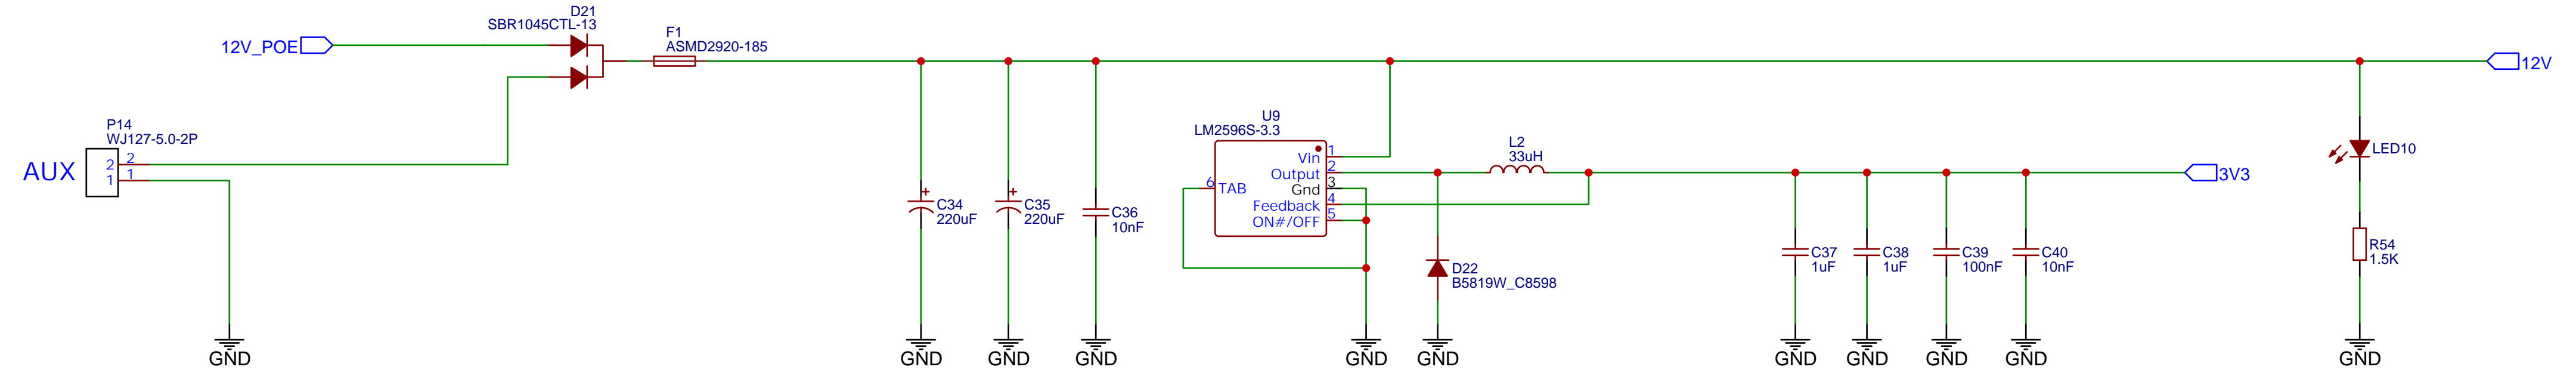 D21
SBR1045CTL-13
12V_POE
F1
ASMD2920-185
12V
P14
WJ127-5.0-2P
AUX
2
1
2
1
U9
LM2596S-3.3
Vin
1
Output
2
Gnd
3
Feedback
4
ON#/OFF
5
6
TAB
L2
33uH
3V3
LED10
+
C34
220uF
+
C35
220uF
C36
10nF
D22
B5819W_C8598
C37
1uF
C38
1uF
C39
100nF
C40
10nF
R54
1.5K
GND
GND
GND
GND
GND
GND
GND
GND
GND
GND
GND